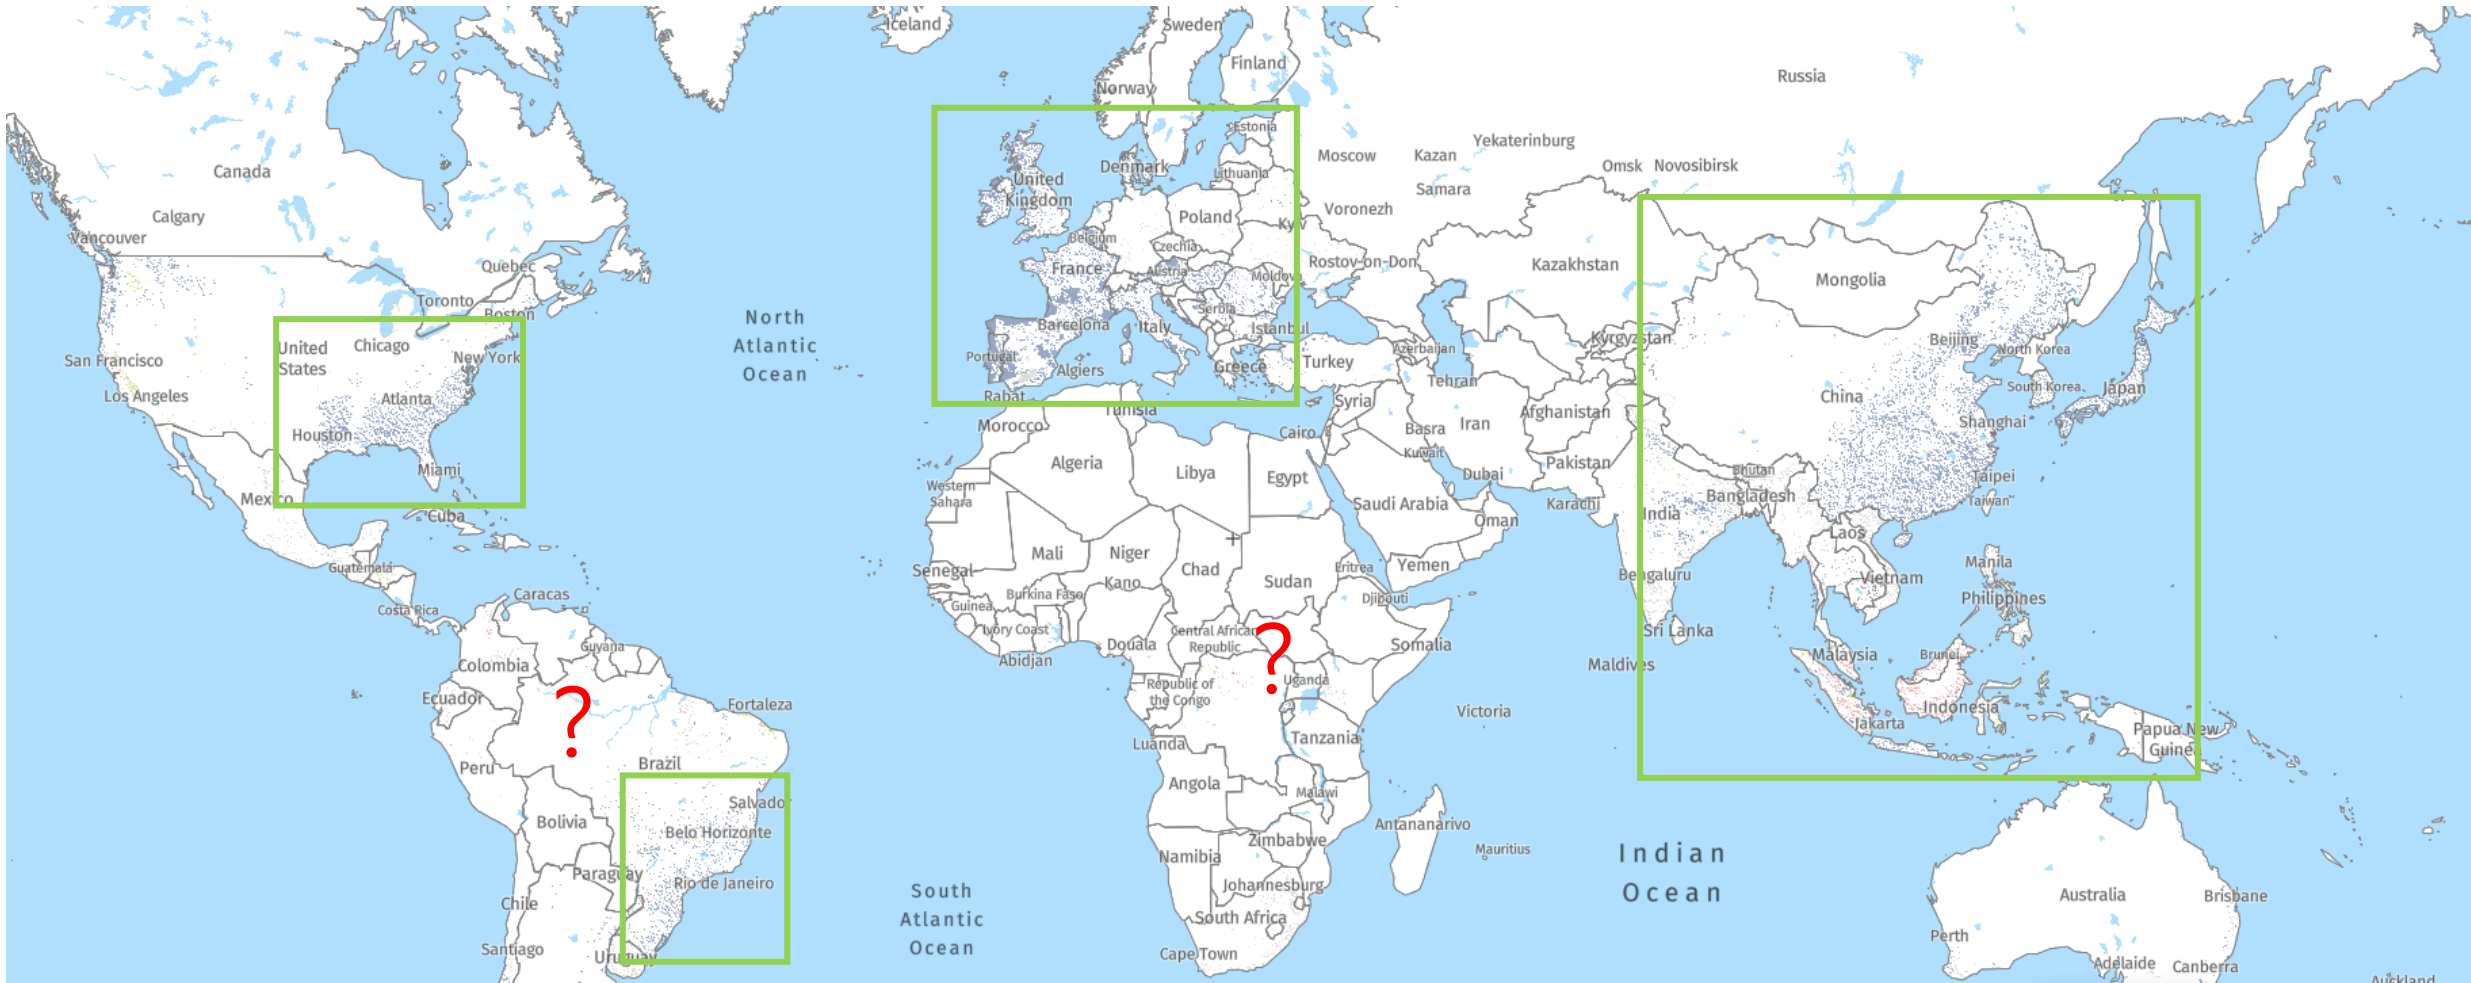 Iceland
Sweden
Finland
Norway
Russia
Estonia
Denmark
Lithuania
Moscow
Kazan
Yekaterinburg
Omsk
Novosibirsk
Samara
Canada
United
Kingdom
Calgary
Vancouver
Poland
Voronezh
Kyiv
Belgium
Czechia
Quebec
France
Austria
Moldova
Rostov-on-Don
Kazakhstan
Mongolia
Toronto
Boston
Serbia
North
Atlantic
Ocean
Barcelona
Italy
Istanbul
United
States
Chicago
New York
San Francisco
Los Angeles
Atlanta
Houston
Miami
Portugal
Algiers
Greece
Turkey
Azerbaijan
Kyrgyzstan
Beijing
North Korea
South Korea
Japan
China
Shanghai
Rabat
Tunisia
Tehran
Syria
Afghanistan
Morocco
Cairo
Basra
Iran
Kuwait
Algeria
Libya
Egypt
Dubai
Pakistan
Bhutan
Bangladesh
Taipei
Taiwan
Mexico
Cuba
Western
Sahara
Saudi Arabia
Karachi
India
Oman
Laos
Mali
Niger
Chad
Sudan
Eritrea
Yemen
Senegal
Kano
Guatemala
Burkina Faso
Djibouti
Bengaluru
Vietnam
Manila
Philippines
Costa Rica
Caracas
Guinea
Ivory Coast
Abidjan
Douala
Central African
Republic
?
Somalia
Sri Lanka
Maldives
Malaysia
Brunei
Guyana
Colombia
Ecuador
?
Fortaleza
Republic of
the Congo
Uganda
Victoria
Indonesia
Jakarta
Papua New
Guinea
Luanda
Tanzania
Peru
Brazil
Angola
Malawi
Salvador
Bolivia
Belo Horizonte
Zimbabwe
Antananarivo
Mauritius
Namibia
Indian
Ocean
Paraguay
Rio de Janeiro
Johannesburg
Chile
South
Atlantic
Ocean
South Africa
Australia
Brisbane
Santiago
Uruguay
Cape Town
Perth
Adelaide
Canberra
Auckland